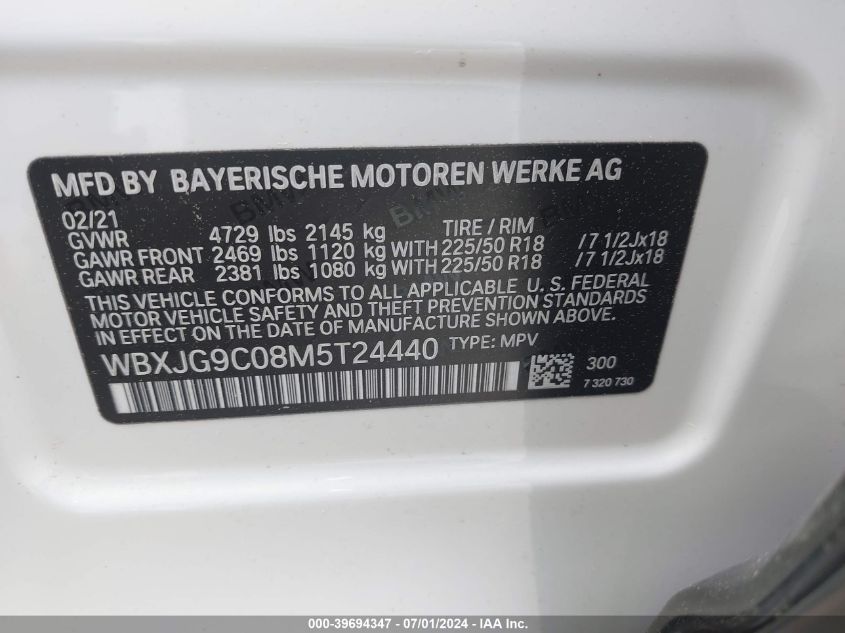 MFD BY BAYERISCHE MOTOREN WERKE AG
02/21
GVWR 4729 lbs 2145 kg TIRE / RIM
GAWR FRONT 2469 lbs 1120 kg WITH 225/50 R18 /7 1/2Jx18
GAWR REAR 2381 lbs 1080 kg WITH 225/50 R18 /7 1/2Jx18
THIS VEHICLE CONFORMS TO ALL APPLICABLE U. S. FEDERAL
MOTOR VEHICLE SAFETY AND THEFT PREVENTION STANDARDS
IN EFFECT ON THE DATE OF MANUFACTURE SHOWN ABOVE.
WBXJG9C08M5T24440 TYPE: MPV
300
7 320 730
000-39694347 - 07/01/2024 - IAA Inc.